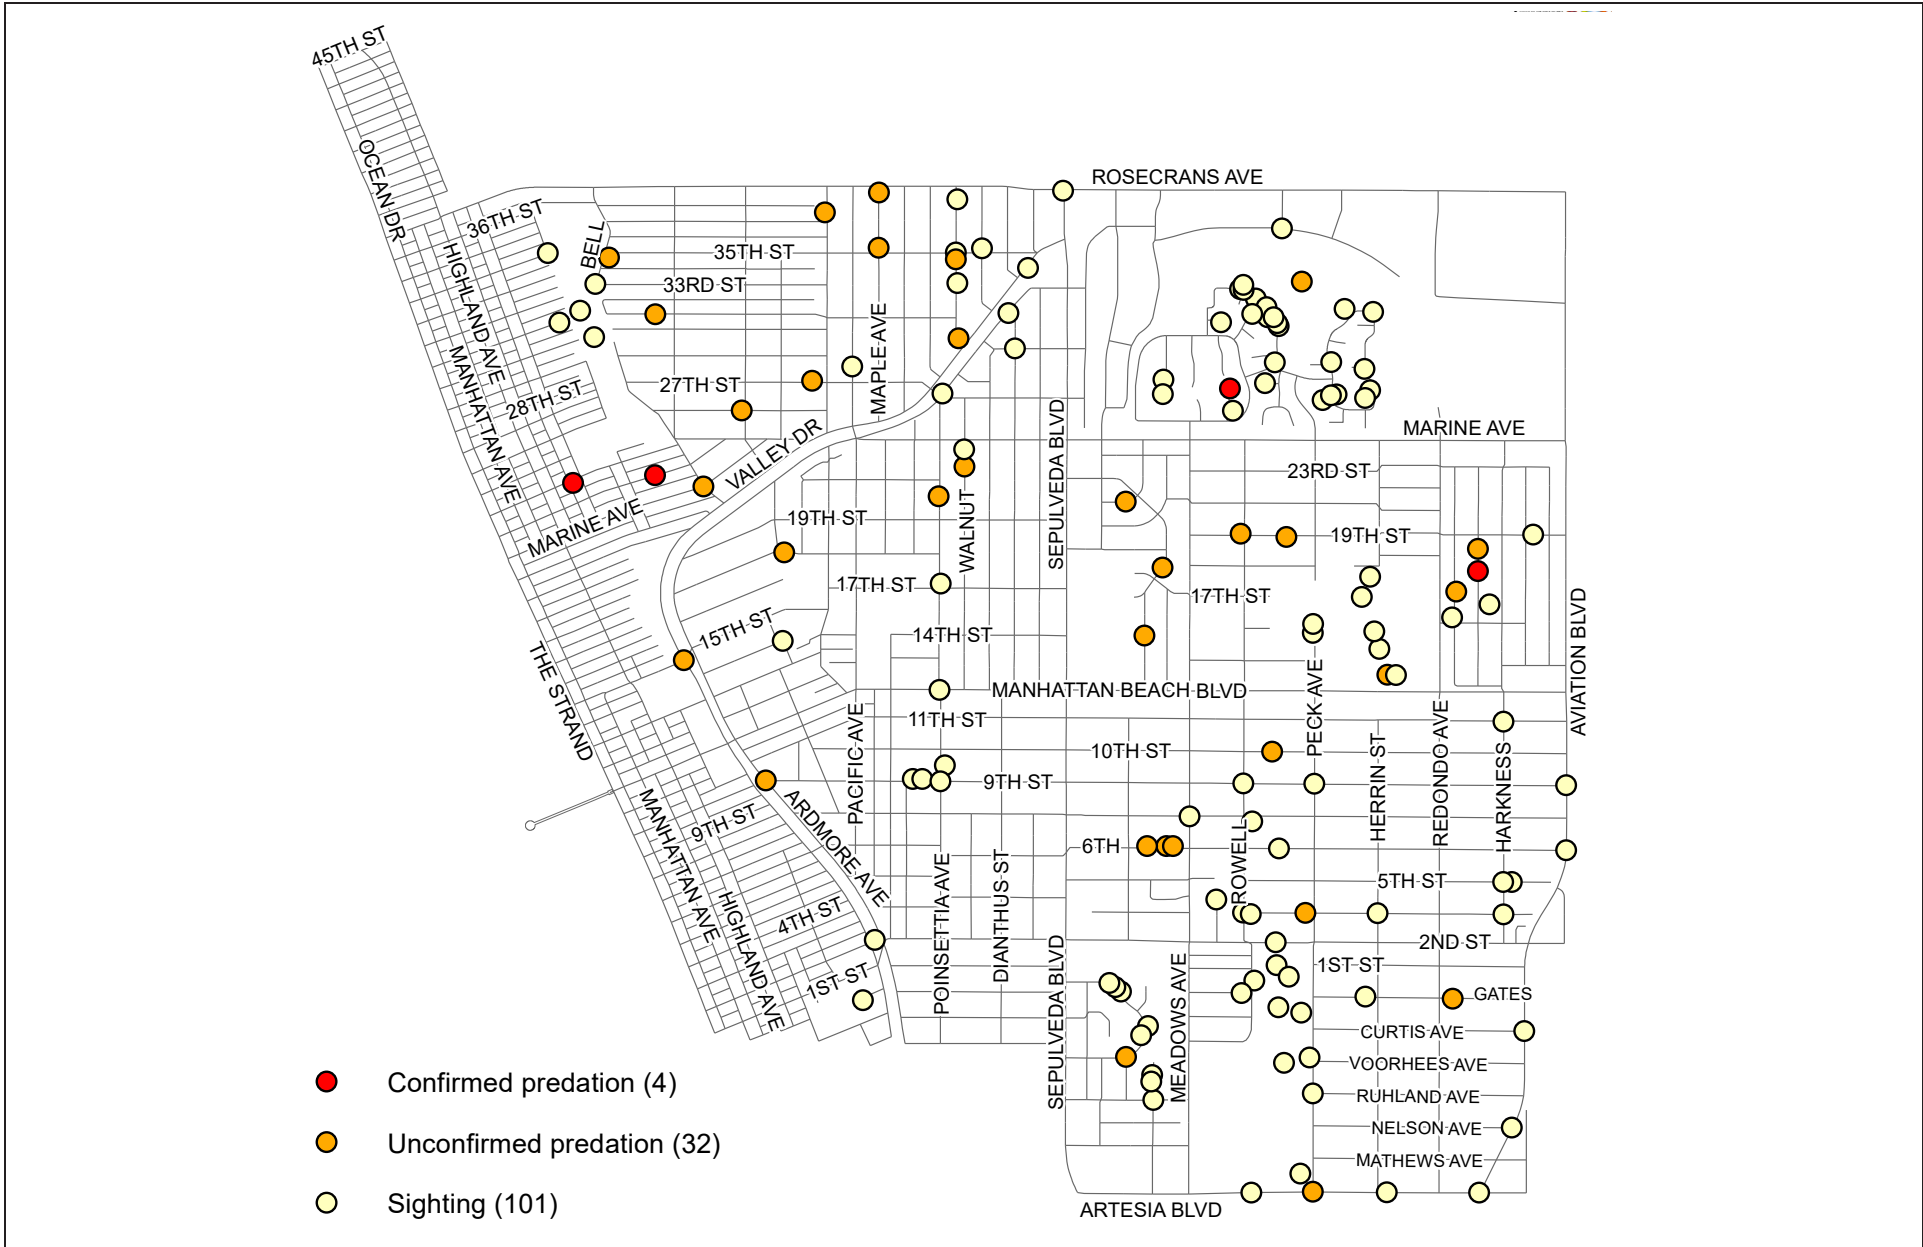 45TH ST
ROSECRANS AVE
OCEAN DR
36TH ST
BELL
35TH ST
33RD ST
HIGHLAND AVE
MAPLE AVE
27TH ST
28TH ST
MANHATTAN AVE
VALLEY DR
SEPULVEDA BLVD
MARINE AVE
23RD ST
MARINE AVE
19TH ST
WALNUT
19TH ST
17TH ST
17TH ST
15TH ST
14TH ST
THE STRAND
MANHATTAN BEACH BLVD
PECK AVE
AVIATION BLVD
11TH ST
PACIFIC AVE
10TH ST
HERRIN ST
REDONDO AVE
HARKNESS
9TH ST
9TH ST
ARDMORE AVE
MANHATTAN AVE
6TH
ROWELL
5TH ST
HIGHLAND AVE
4TH ST
POINSETTIA AVE
DIANTHUS ST
2ND ST
1ST ST
1ST ST
SEPULVEDA BLVD
MEADOWS AVE
GATES
CURTIS AVE
VOORHEES AVE
RUHLAND AVE
NELSON AVE
MATHEWS AVE
ARTESIA BLVD
Confirmed predation (4)
Unconfirmed predation (32)
Sighting (101)